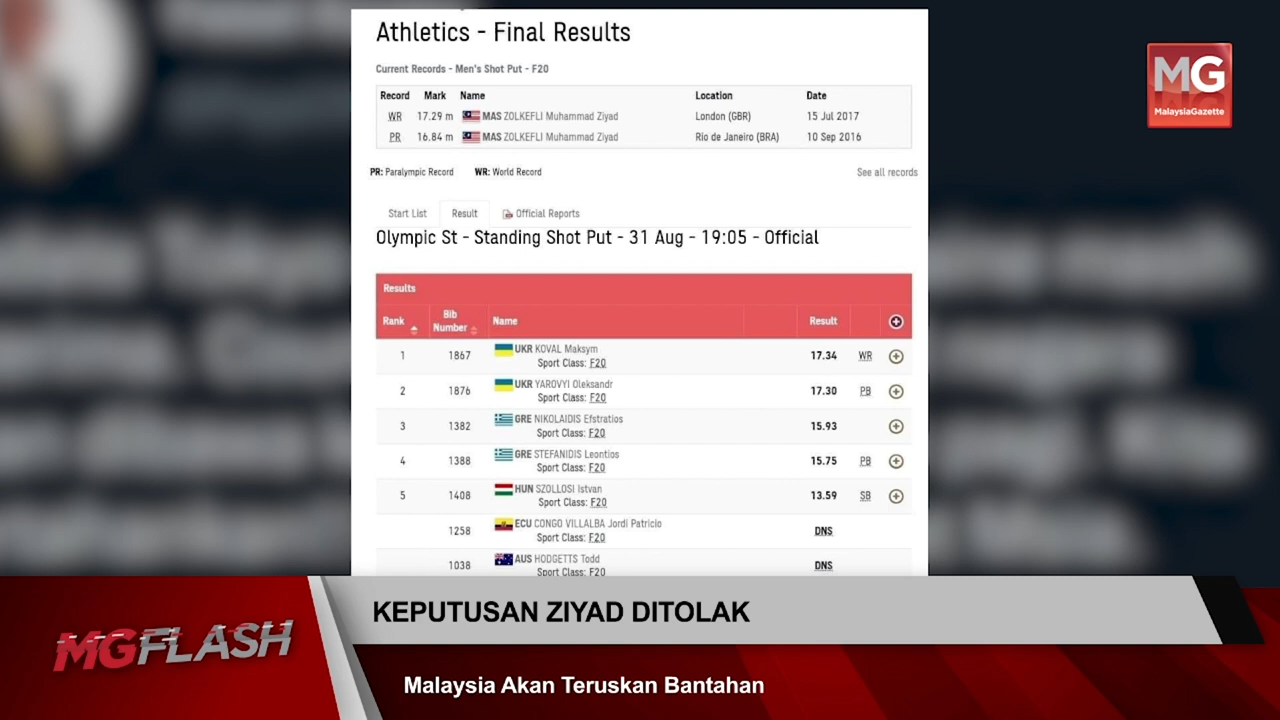 Athletics - Final Results
Current Records - Men's Shot Put - F20
Record Mark Name Location Date
WR 17.29 m MAS ZOLKEFLI Muhammad Ziyad London (GBR) 15 Jul 2017
PR 16.84 m MAS ZOLKEFLI Muhammad Ziyad Rio de Janeiro (BRA) 10 Sep 2016
PR: Paralympic Record WR: World Record See all records
Start List Result Official Reports
Olympic St - Standing Shot Put - 31 Aug - 19:05 - Official
Results
Rank Bib Number Name Result
1 1867 UKR KOVAL Maksym 17.34 WR
Sport Class: F20
2 1876 UKR YAROVYI Oleksandr 17.30 PB
Sport Class: F20
3 1382 GRE NIKOLAIDIS Efstratios 15.93
Sport Class: F20
4 1388 GRE STEFANIDIS Leontios 15.75 PB
Sport Class: F20
5 1408 HUN SZOLLOSI Istvan 13.59 SB
Sport Class: F20
1258 ECU CONGO VILLALBA Jordi Patricio DNS
Sport Class: F20
1038 AUS HODGETTS Todd DNS
Sport Class: F20
MG
MalaysiaGazette
MGFLASH
KEPUTUSAN ZIYAD DITOLAK
Malaysia Akan Teruskan Bantahan